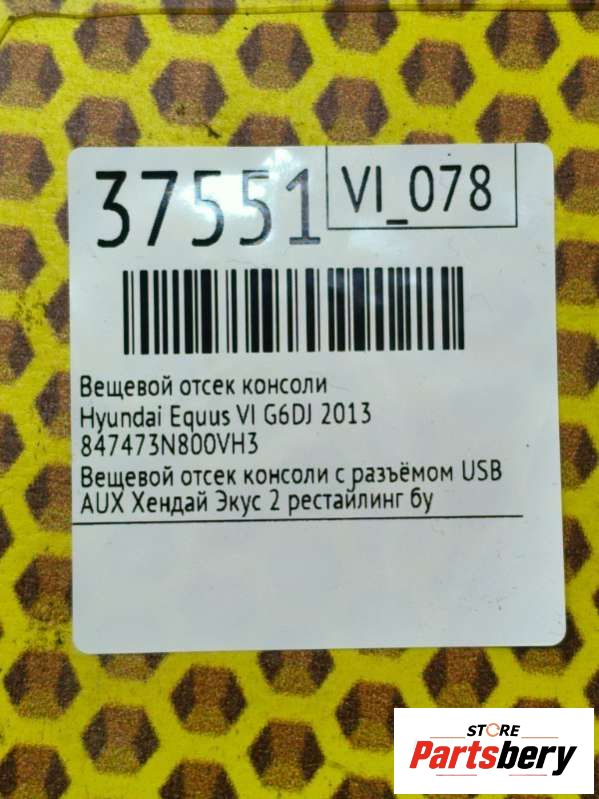 37551
VI_078
Вещевой отсек консоли
Hyundai Equus VI G6DJ 2013
847473N800VH3
Вещевой отсек консоли с разъёмом USB
AUX Хендай Экус 2 рестайлинг бу
STORE
Partsbery